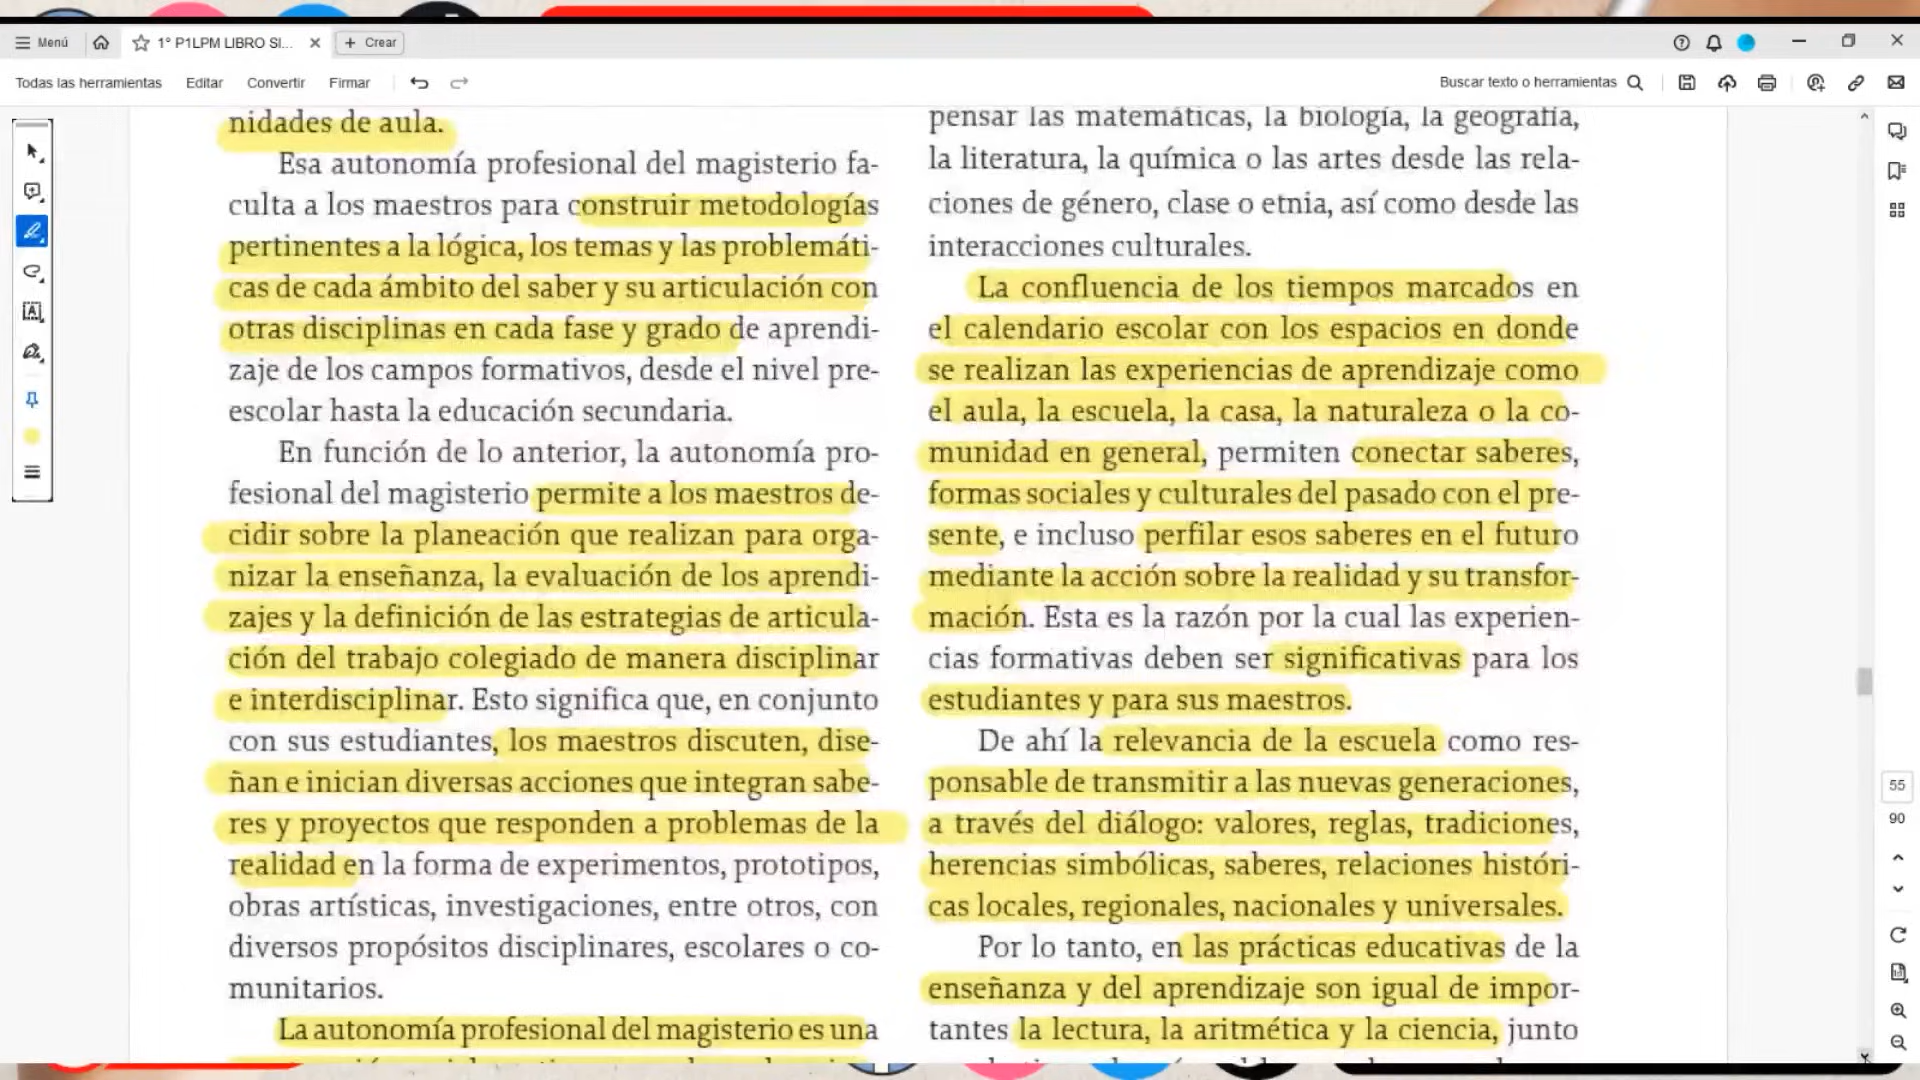 Menú
1° P1LPM LIBRO SI...
Crear
Todas las herramientas
Editar
Convertir
Firmar
Buscar texto o herramientas
nidades de aula.
Esa autonomía profesional del magisterio fa-
culta a los maestros para construir metodologías
pertinentes a la lógica, los temas y las problemáti-
cas de cada ámbito del saber y su articulación con
otras disciplinas en cada fase y grado de aprendi-
zaje de los campos formativos, desde el nivel pre-
escolar hasta la educación secundaria.
En función de lo anterior, la autonomía pro-
fesional del magisterio permite a los maestros de-
cidir sobre la planeación que realizan para orga-
nizar la enseñanza, la evaluación de los aprendi-
zajes y la definición de las estrategias de articula-
ción del trabajo colegiado de manera disciplinar
e interdisciplinar. Esto significa que, en conjunto
con sus estudiantes, los maestros discuten, dise-
ñan e inician diversas acciones que integran sabe-
res y proyectos que responden a problemas de la
realidad en la forma de experimentos, prototipos,
obras artísticas, investigaciones, entre otros, con
diversos propósitos disciplinares, escolares o co-
munitarios.
La autonomía profesional del magisterio es una
pensar las matemáticas, la biología, la geografía,
la literatura, la química o las artes desde las rela-
ciones de género, clase o etnia, así como desde las
interacciones culturales.
La confluencia de los tiempos marcados en
el calendario escolar con los espacios en donde
se realizan las experiencias de aprendizaje como
el aula, la escuela, la casa, la naturaleza o la co-
munidad en general, permiten conectar saberes,
formas sociales y culturales del pasado con el pre-
sente, e incluso perfilar esos saberes en el futuro
mediante la acción sobre la realidad y su transfor-
mación. Esta es la razón por la cual las experien-
cias formativas deben ser significativas para los
estudiantes y para sus maestros.
De ahí la relevancia de la escuela como res-
ponsable de transmitir a las nuevas generaciones,
a través del diálogo: valores, reglas, tradiciones,
herencias simbólicas, saberes, relaciones históri-
cas locales, regionales, nacionales y universales.
Por lo tanto, en las prácticas educativas de la
enseñanza y del aprendizaje son igual de impor-
tantes la lectura, la aritmética y la ciencia, junto
55
90